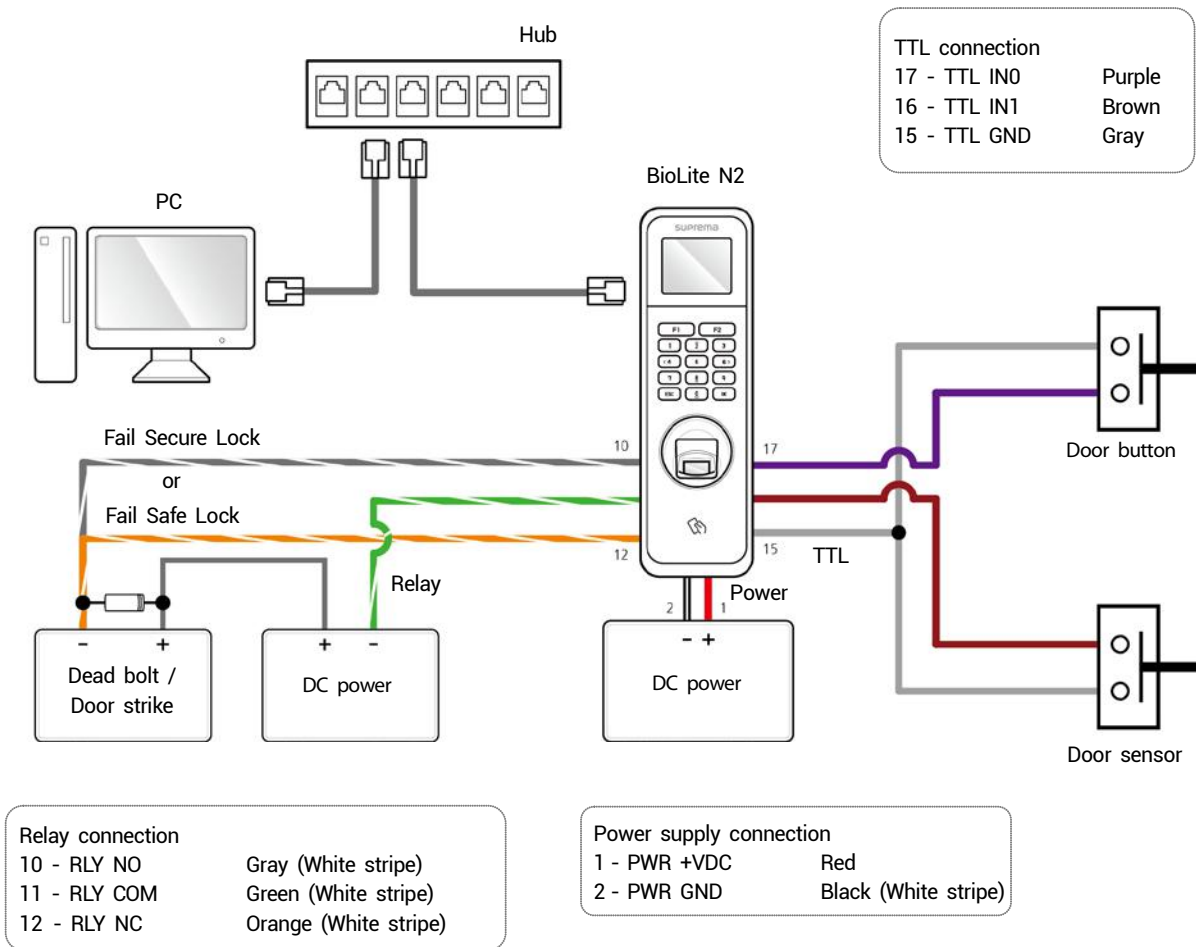 Hub
TTL connection
17 - TTL IN0 Purple
16 - TTL IN1 Brown
15 - TTL GND Gray
BioLite N2
PC
suprema
F1 F2
1 2 3
ESC
Fail Secure Lock
10
17
Door button
or
Fail Safe Lock
12
15
TTL
Relay
Power
2 1
- +
+ -
- +
Dead bolt /
Door strike
DC power
DC power
Door sensor
Relay connection
10 - RLY NO Gray (White stripe)
11 - RLY COM Green (White stripe)
12 - RLY NC Orange (White stripe)
Power supply connection
1 - PWR +VDC Red
2 - PWR GND Black (White stripe)